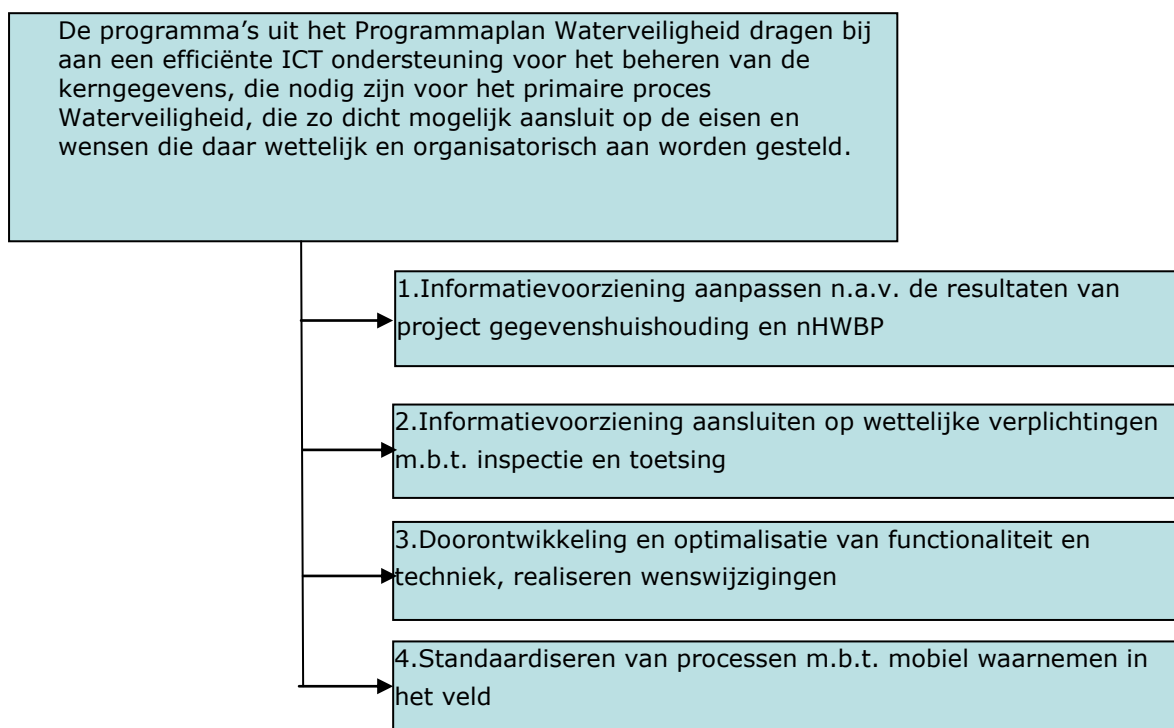 De programma's uit het Programmaplan Waterveiligheid dragen bij
aan een efficiënte ICT ondersteuning voor het beheren van de
kerngegevens, die nodig zijn voor het primaire proces
Waterveiligheid, die zo dicht mogelijk aansluit op de eisen en
wensen die daar wettelijk en organisatorisch aan worden gesteld.
1.Informatievoorziening aanpassen n.a.v. de resultaten van
project gegevenshuishouding en nHWBP
2.Informatievoorziening aansluiten op wettelijke verplichtingen
m.b.t. inspectie en toetsing
3.Doorontwikkeling en optimalisatie van functionaliteit en
techniek, realiseren wenswijzigingen
4.Standaardiseren van processen m.b.t. mobiel waarnemen in
het veld